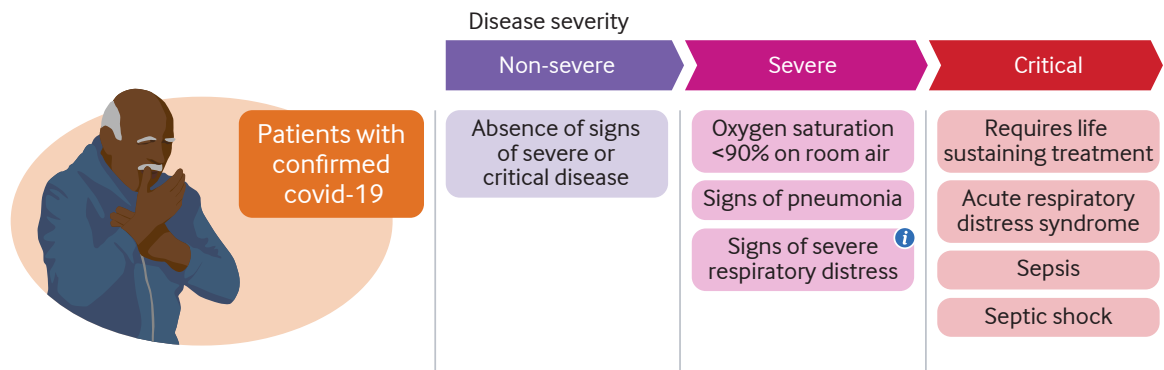 Disease severity
Non-severe
Severe
Critical
Patients with
confirmed
covid-19
Absence of signs
of severe or
critical disease
Oxygen saturation
<90% on room air
Signs of pneumonia
Signs of severe
respiratory distress
i
Requires life
sustaining treatment
Acute respiratory
distress syndrome
Sepsis
Septic shock